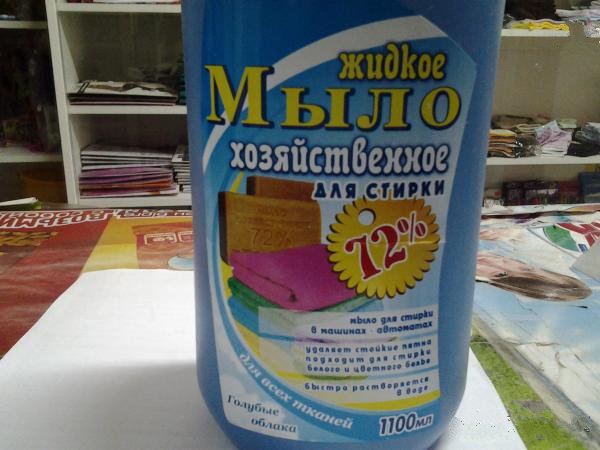 жидкое
Мыло
хозяйственное
для стирки
72%
72%
мыло для стирки
в машинах - автоматах
удаляет стойкие пятна
подходит для стирки
белого и цветного белье
быстро растворяется
в воде
для всех тканей
Голубые
облака
1100мл